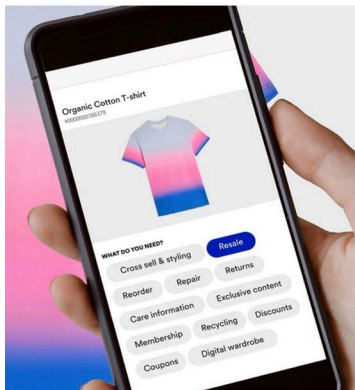 Organic Cotton T-shirt
#0000000766379
WHAT DO YOU NEED?
Cross sell & styling Resale
Reorder Repair Returns
Care information Exclusive content
Membership Recycling Discounts
Coupons Digital wardrobe